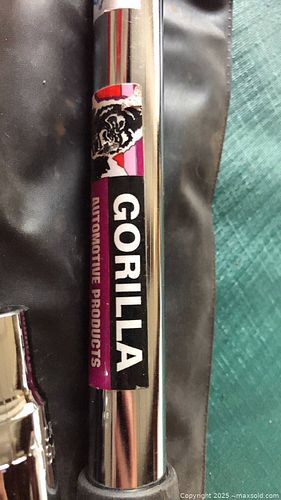 GORILLA
AUTOMOTIVE PRODUCTS
Copyright 2025 - maxsold.com